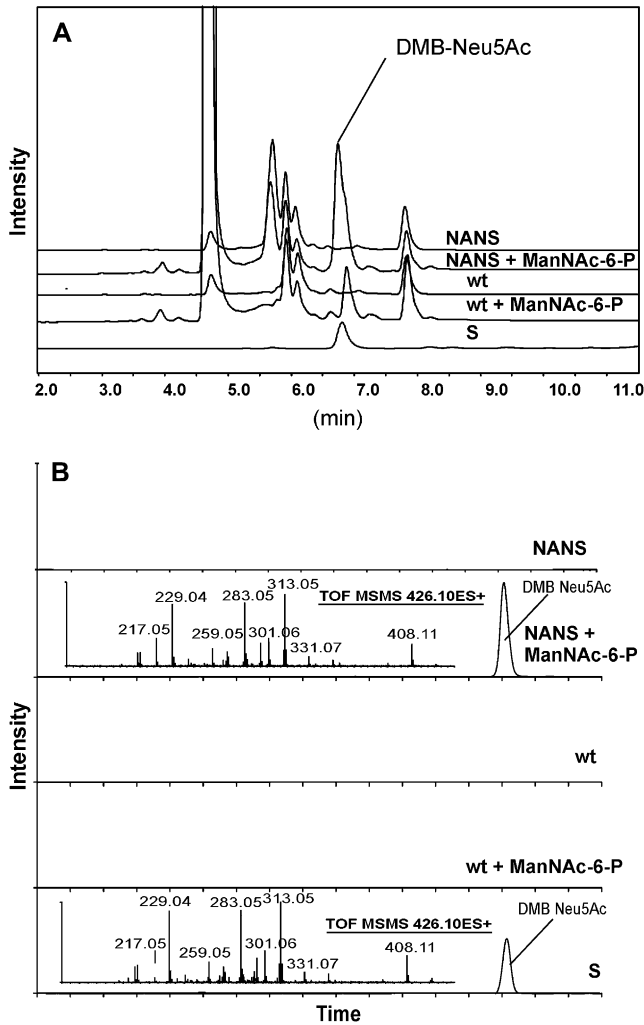 A
DMB-Neu5Ac
Intensity
NANS
NANS + ManNAc-6-P
wt
wt + ManNAc-6-P
S
2.0 3.0 4.0 5.0 6.0 7.0 8.0 9.0 10.0 11.0
(min)
B
NANS
313.05
229.04 283.05 TOF MSMS 426.10ES+ DMB Neu5Ac
217.05 259.05 301.06 331.07 408.11
NANS +
ManNAc-6-P
Intensity
wt
wt + ManNAc-6-P
229.04 283.05 313.05 DMB Neu5Ac
TOF MSMS 426.10ES+
217.05 259.05 301.06 331.07 408.11
S
Time